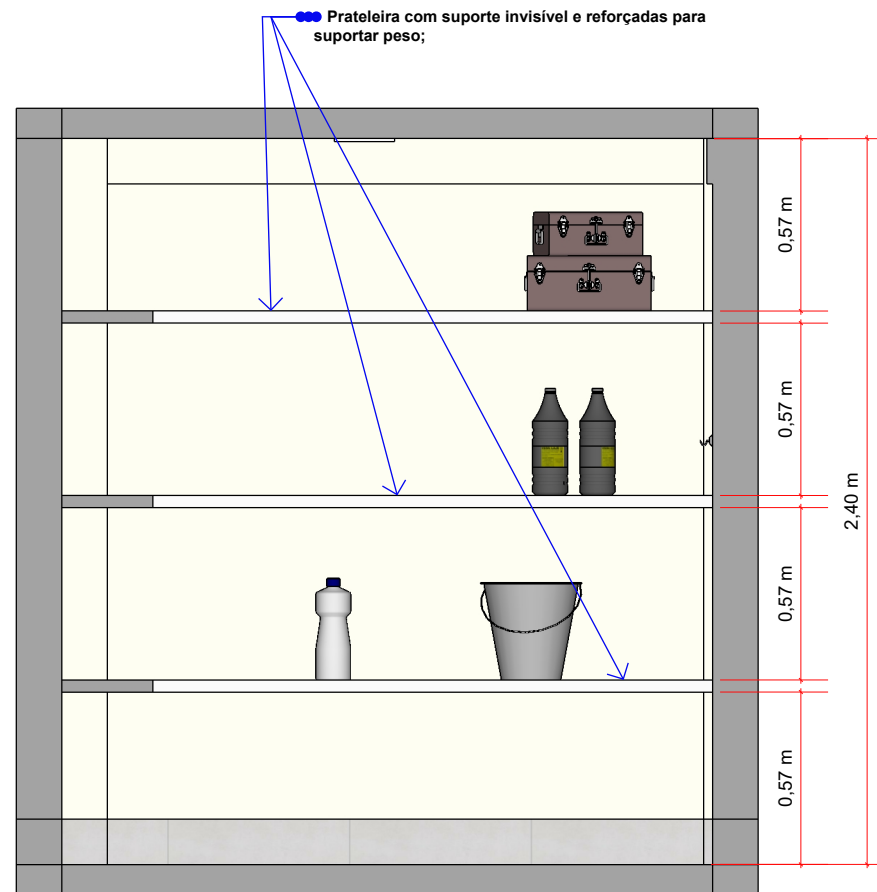 Prateleira com suporte invisível e reforçadas para
suportar peso;
0,57 m
0,57 m
2,40 m
0,57 m
0,57 m